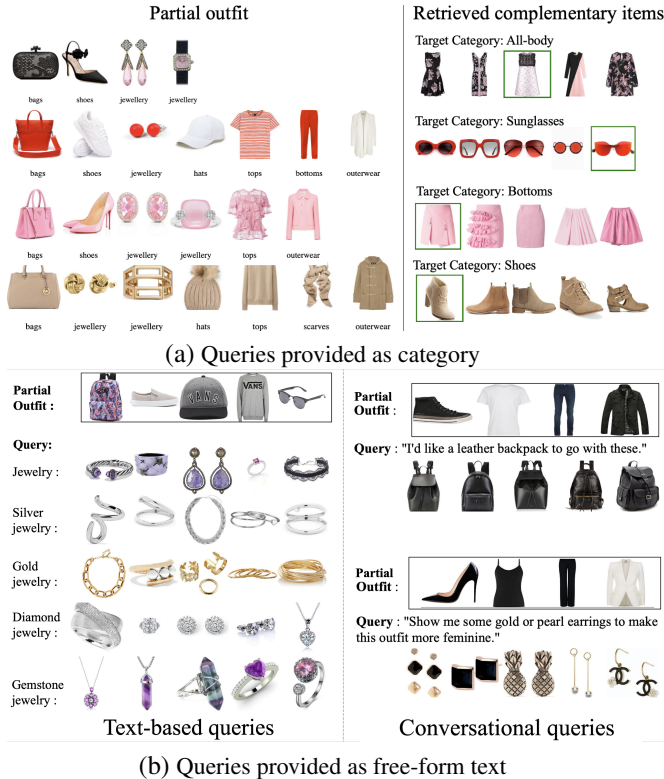 Partial outfit
Retrieved complementary items
Target Category: All-body
bags shoes jewellery jewellery
Target Category: Sunglasses
bags shoes jewellery hats tops bottoms outerwear
Target Category: Bottoms
bags shoes jewellery jewellery tops outerwear
Target Category: Shoes
bags jewellery jewellery hats tops scarves outerwear
(a) Queries provided as category
Partial
Outfit :
VANS
VANS
Query:
Jewelry :
Silver
jewelry :
Gold
jewelry :
Diamond
jewelry :
Gemstone
jewelry :
Text-based queries
Partial
Outfit :
Query : "I'd like a leather backpack to go with these."
Partial
Outfit :
Query : "Show me some gold or pearl earrings to make
this outfit more feminine."
Conversational queries
(b) Queries provided as free-form text